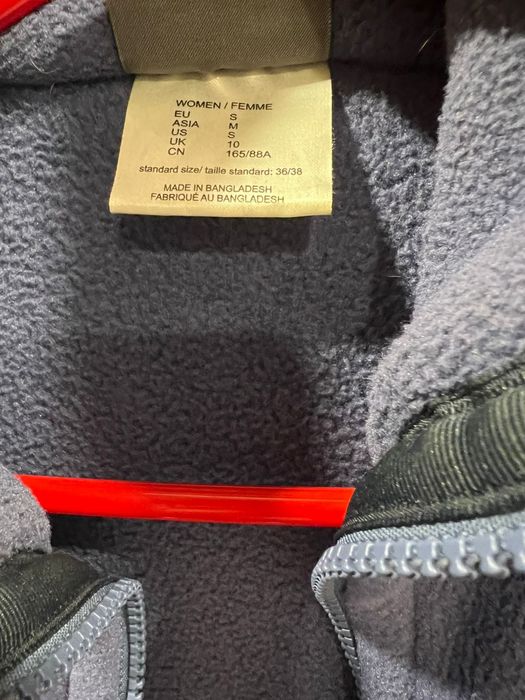 WOMEN / FEMME
EU S
ASIA M
US S
UK 10
CN 165/88A
standard size/ taille standard: 36/38
MADE IN BANGLADESH
FABRIQUÉ AU BANGLADESH